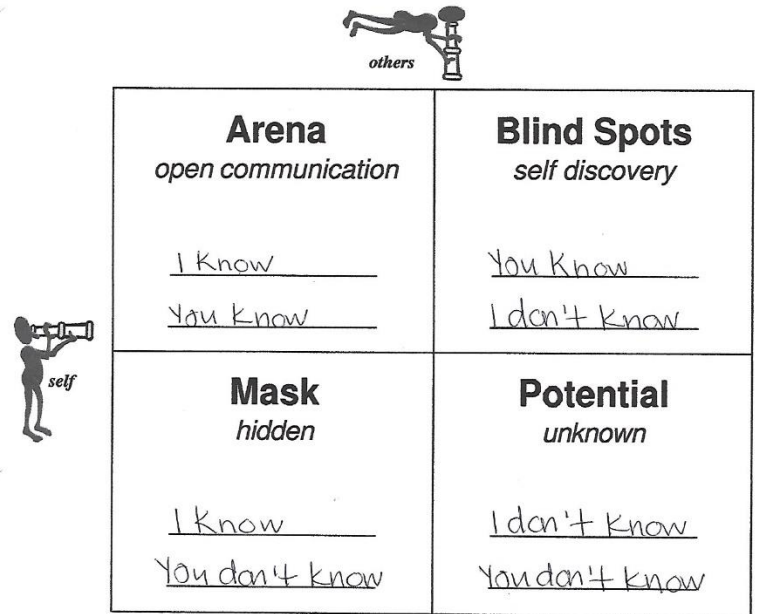 others
Arena
open communication
I Know
You know
Blind Spots
self discovery
You Know
I don't know
self
Mask
hidden
I Know
You don't know
Potential
unknown
I don't know
You don't know